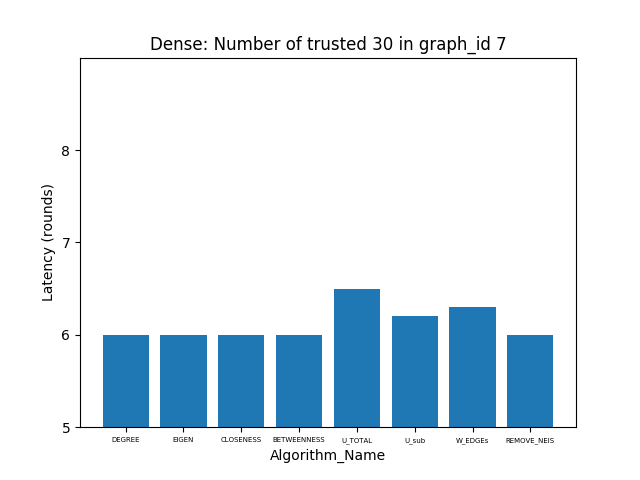 Dense: Number of trusted 30 in graph_id 7
Latency (rounds)
8
7
6
5
DEGREE EIGEN CLOSENESS BETWEENNESS U_TOTAL U_sub W_EDGEs REMOVE_NEIS
Algorithm_Name